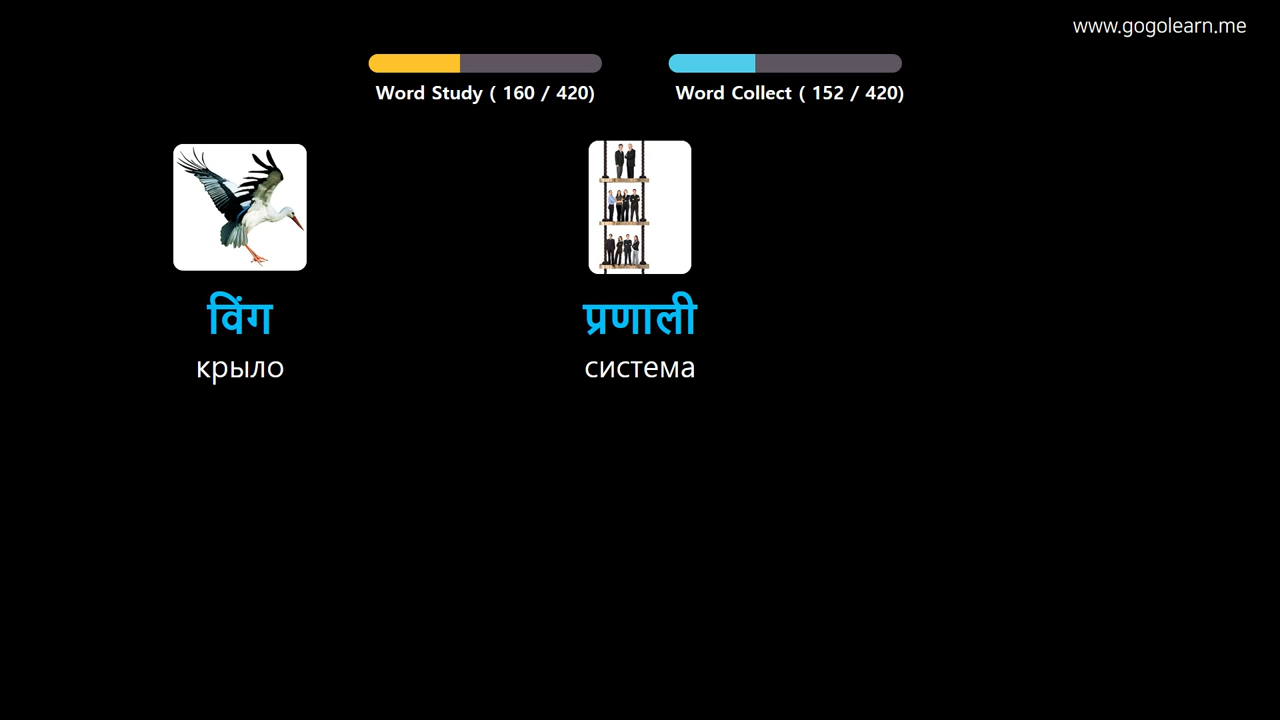 www.gogolearn.me
Word Study ( 160 / 420)
Word Collect ( 152 / 420)
विंग
प्रणाली
крыло
система